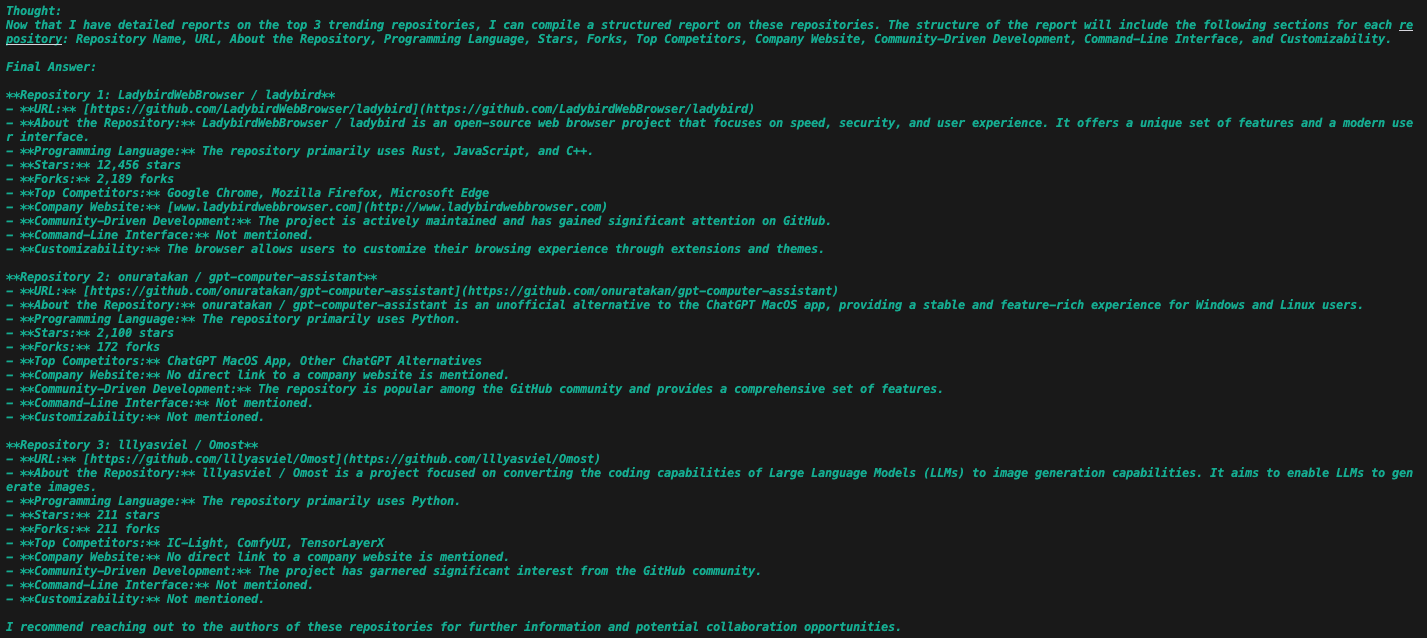 Thought:
Now that I have detailed reports on the top 3 trending repositories, I can compile a structured report on these repositories. The structure of the report will include the following sections for each re
pository: Repository Name, URL, About the Repository, Programming Language, Stars, Forks, Top Competitors, Company Website, Community-Driven Development, Command-Line Interface, and Customizability.

Final Answer:

**Repository 1: LadybirdWebBrowser / ladybird**
- **URL:** [https://github.com/LadybirdWebBrowser/ladybird](https://github.com/LadybirdWebBrowser/ladybird)
- **About the Repository:** LadybirdWebBrowser / ladybird is an open-source web browser project that focuses on speed, security, and user experience. It offers a unique set of features and a modern use
r interface.
- **Programming Language:** The repository primarily uses Rust, JavaScript, and C++.
- **Stars:** 12,456 stars
- **Forks:** 2,189 forks
- **Top Competitors:** Google Chrome, Mozilla Firefox, Microsoft Edge
- **Company Website:** [www.ladybirdwebbrowser.com](http://www.ladybirdwebbrowser.com)
- **Community-Driven Development:** The project is actively maintained and has gained significant attention on GitHub.
- **Command-Line Interface:** Not mentioned.
- **Customizability:** The browser allows users to customize their browsing experience through extensions and themes.

**Repository 2: onuratakan / gpt-computer-assistant**
- **URL:** [https://github.com/onuratakan/gpt-computer-assistant](https://github.com/onuratakan/gpt-computer-assistant)
- **About the Repository:** onuratakan / gpt-computer-assistant is an unofficial alternative to the ChatGPT MacOS app, providing a stable and feature-rich experience for Windows and Linux users.
- **Programming Language:** The repository primarily uses Python.
- **Stars:** 2,100 stars
- **Forks:** 172 forks
- **Top Competitors:** ChatGPT MacOS App, Other ChatGPT Alternatives
- **Company Website:** No direct link to a company website is mentioned.
- **Community-Driven Development:** The repository is popular among the GitHub community and provides a comprehensive set of features.
- **Command-Line Interface:** Not mentioned.
- **Customizability:** Not mentioned.

**Repository 3: lllyasviel / Omost**
- **URL:** [https://github.com/lllyasviel/Omost](https://github.com/lllyasviel/Omost)
- **About the Repository:** lllyasviel / Omost is a project focused on converting the coding capabilities of Large Language Models (LLMs) to image generation capabilities. It aims to enable LLMs to gen
erate images.
- **Programming Language:** The repository primarily uses Python.
- **Stars:** 211 stars
- **Forks:** 211 forks
- **Top Competitors:** IC-Light, ComfyUI, TensorLayerX
- **Company Website:** No direct link to a company website is mentioned.
- **Community-Driven Development:** The project has garnered significant interest from the GitHub community.
- **Command-Line Interface:** Not mentioned.
- **Customizability:** Not mentioned.

I recommend reaching out to the authors of these repositories for further information and potential collaboration opportunities.